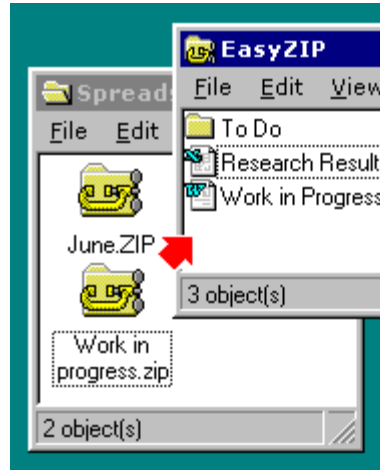 EasyZIP
File Edit View
To Do
Research Result
Work in Progress
3 object(s)
Spread
File Edit
June.ZIP
Work in
progress.zip
2 object(s)